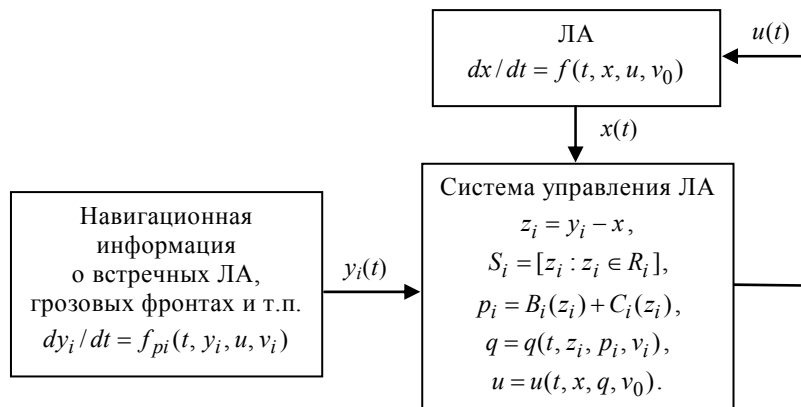 ЛА
dx/dt = f(t, x, u, v₀)
u(t)
x(t)
Навигационная
информация
о встречных ЛА,
грозовых фронтах и т.п.
dyᵢ/dt = fₚᵢ(t, yᵢ, u, vᵢ)
yᵢ(t)
Система управления ЛА
zᵢ = yᵢ − x,
Sᵢ = [zᵢ : zᵢ ∈ Rᵢ],
pᵢ = Bᵢ(zᵢ) + Cᵢ(zᵢ),
q = q(t, zᵢ, pᵢ, vᵢ),
u = u(t, x, q, v₀).